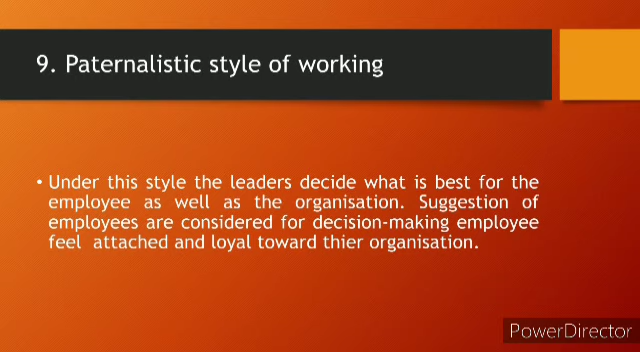 9. Paternalistic style of working
• Under this style the leaders decide what is best for the
employee as well as the organisation. Suggestion of
employees are considered for decision-making employee
feel attached and loyal toward thier organisation.
PowerDirector